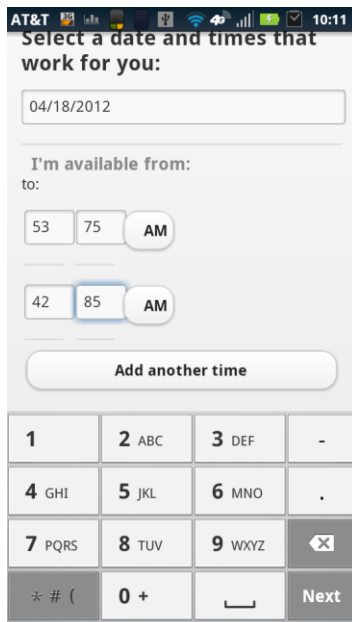 AT&T 4G 10:11
Select a date and times that
work for you:
04/18/2012
I'm available from:
to:
53 75 AM
42 85 AM
Add another time
1 2 ABC 3 DEF -
4 GHI 5 JKL 6 MNO .
7 PQRS 8 TUV 9 WXYZ
* # ( 0 + Next